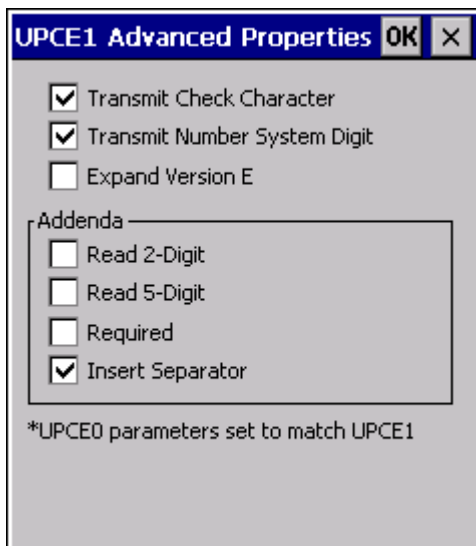 UPCE1 Advanced Properties OK ×
Transmit Check Character
Transmit Number System Digit
Expand Version E
Addenda
Read 2-Digit
Read 5-Digit
Required
Insert Separator
*UPCE0 parameters set to match UPCE1